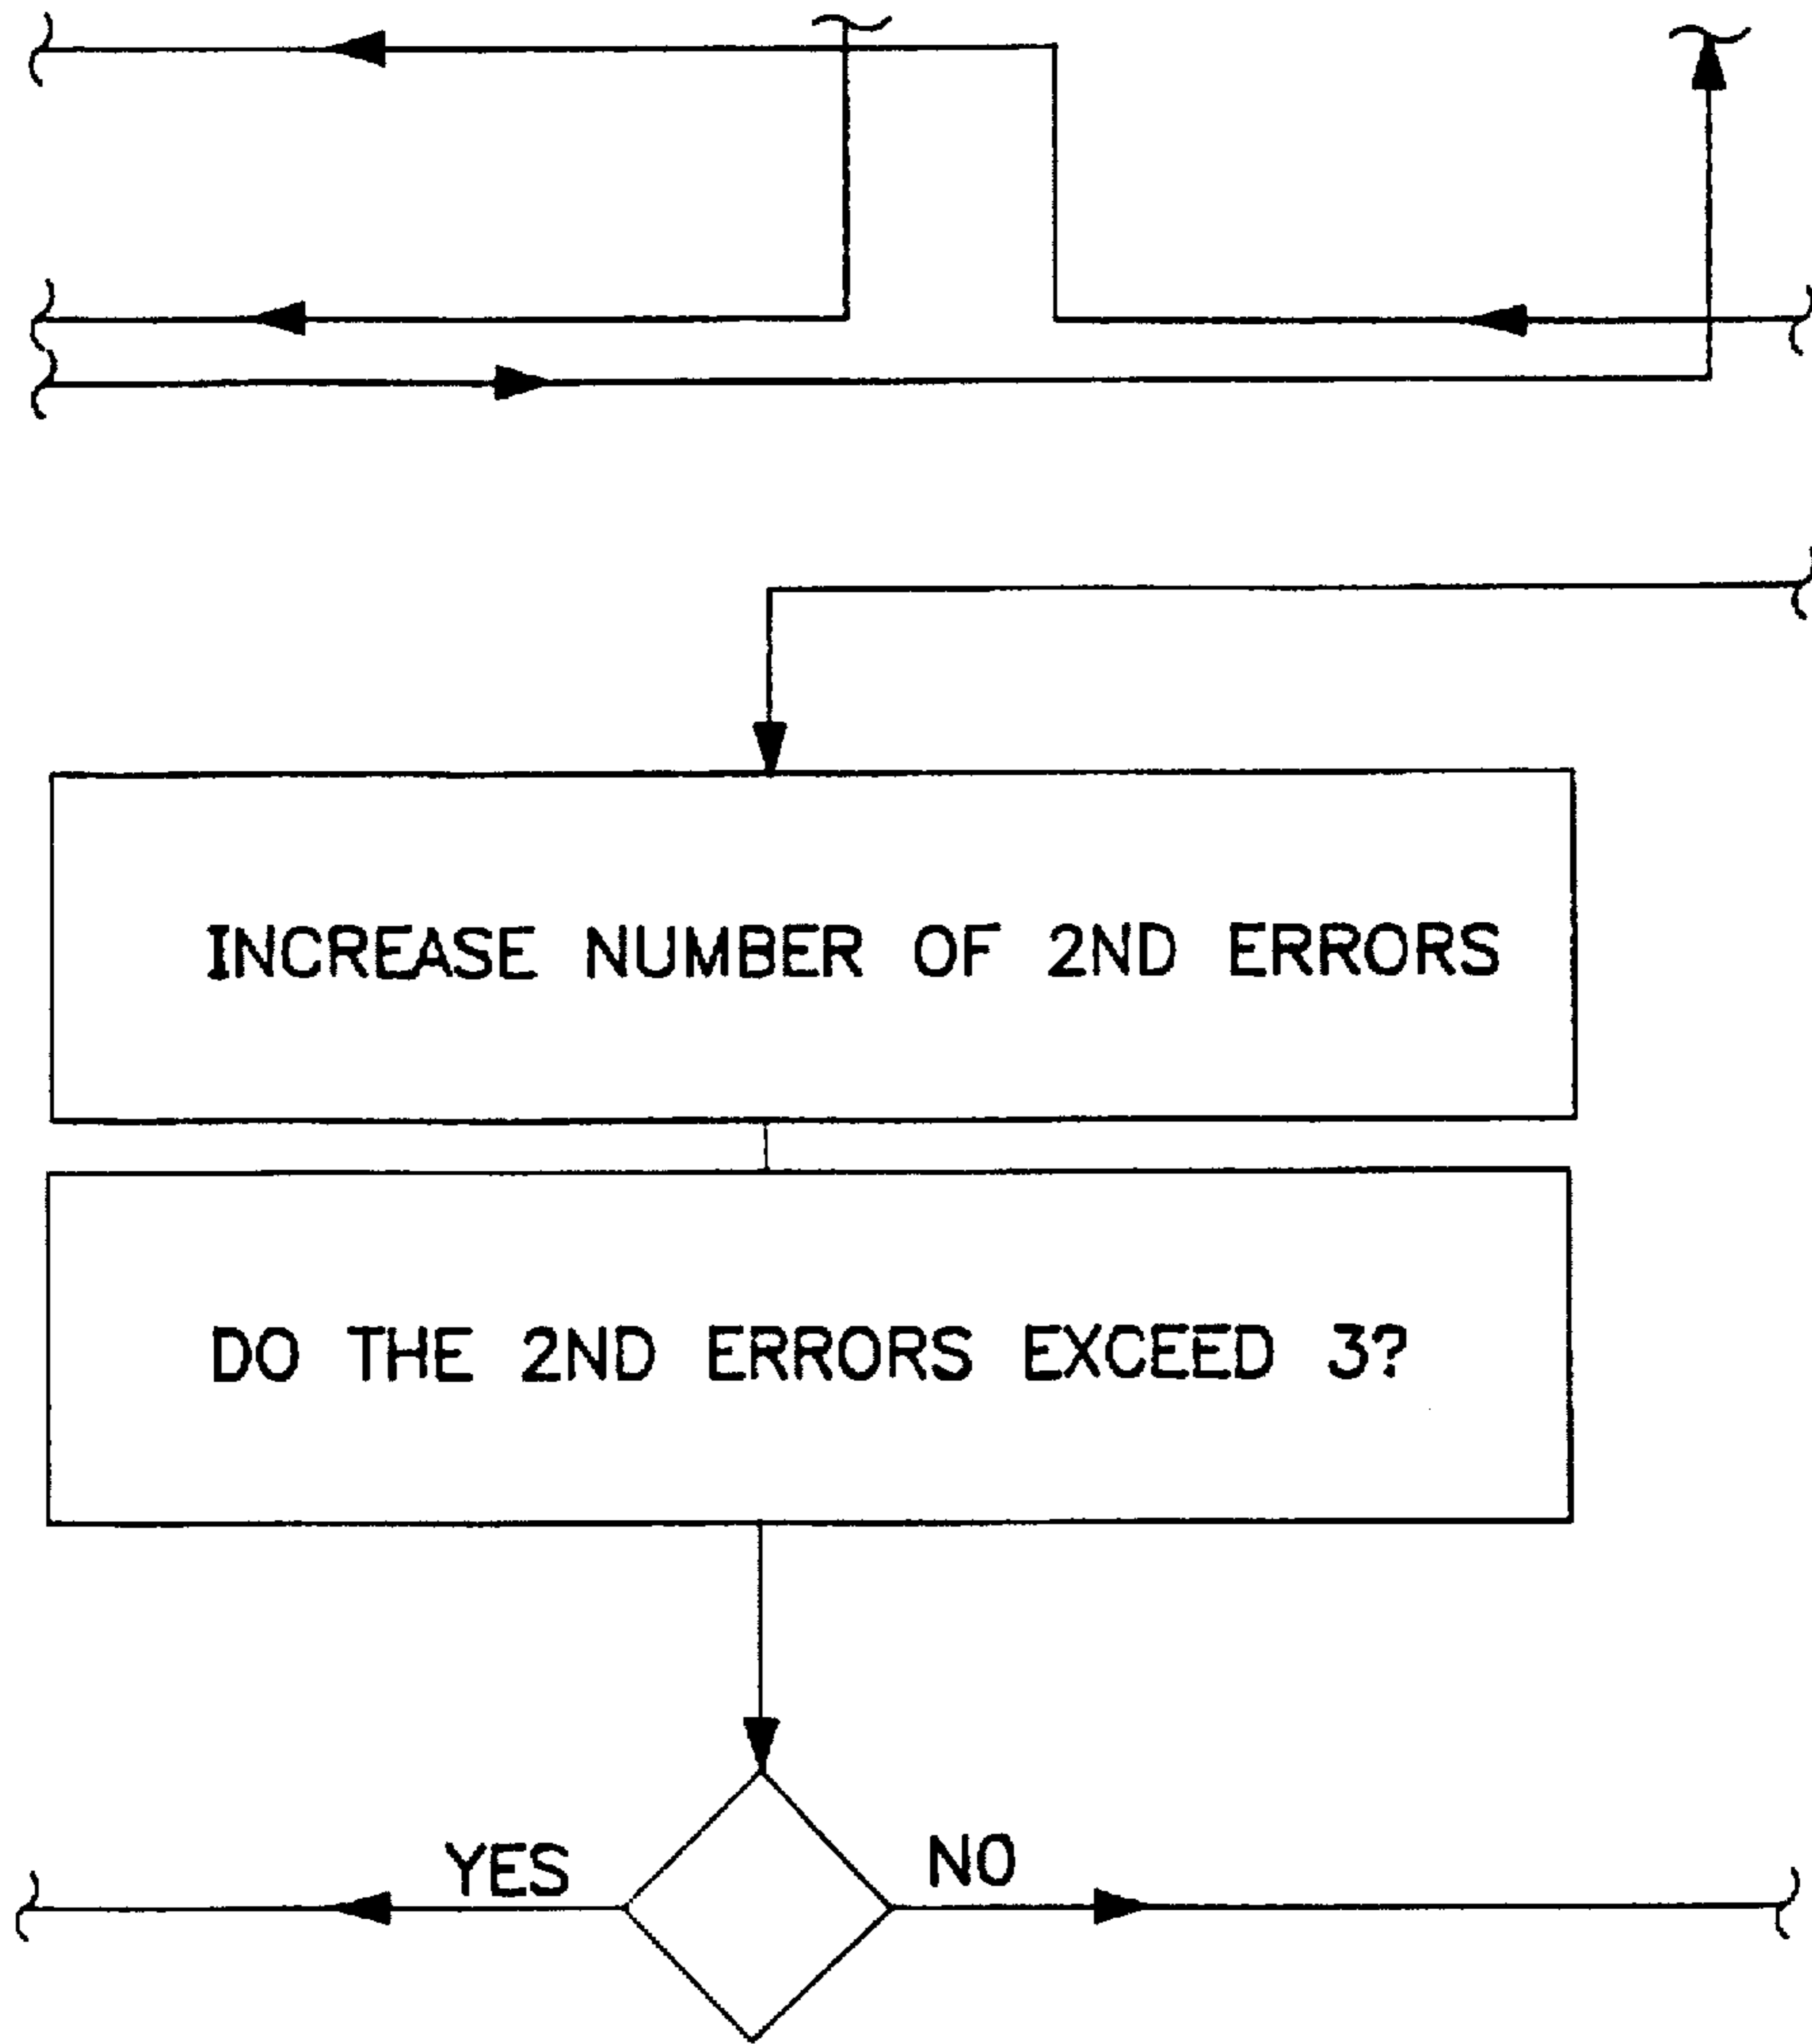 INCREASE NUMBER OF 2ND ERRORS
DO THE 2ND ERRORS EXCEED 3?
YES
NO